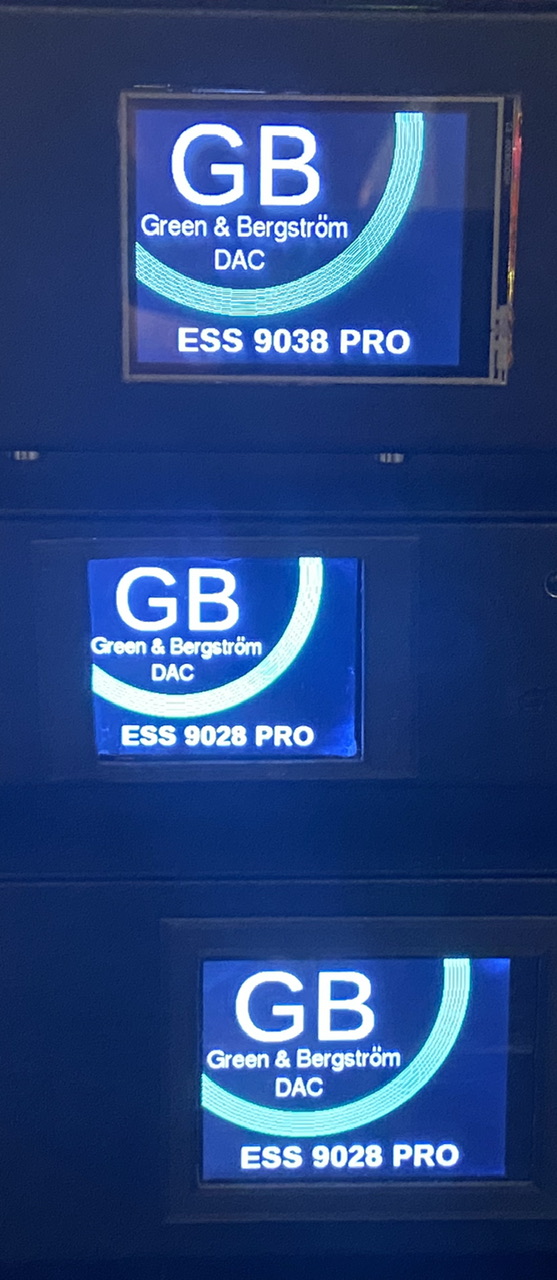 GB
Green & Bergström
DAC
ESS 9038 PRO
GB
Green & Bergström
DAC
ESS 9028 PRO
GB
Green & Bergström
DAC
ESS 9028 PRO